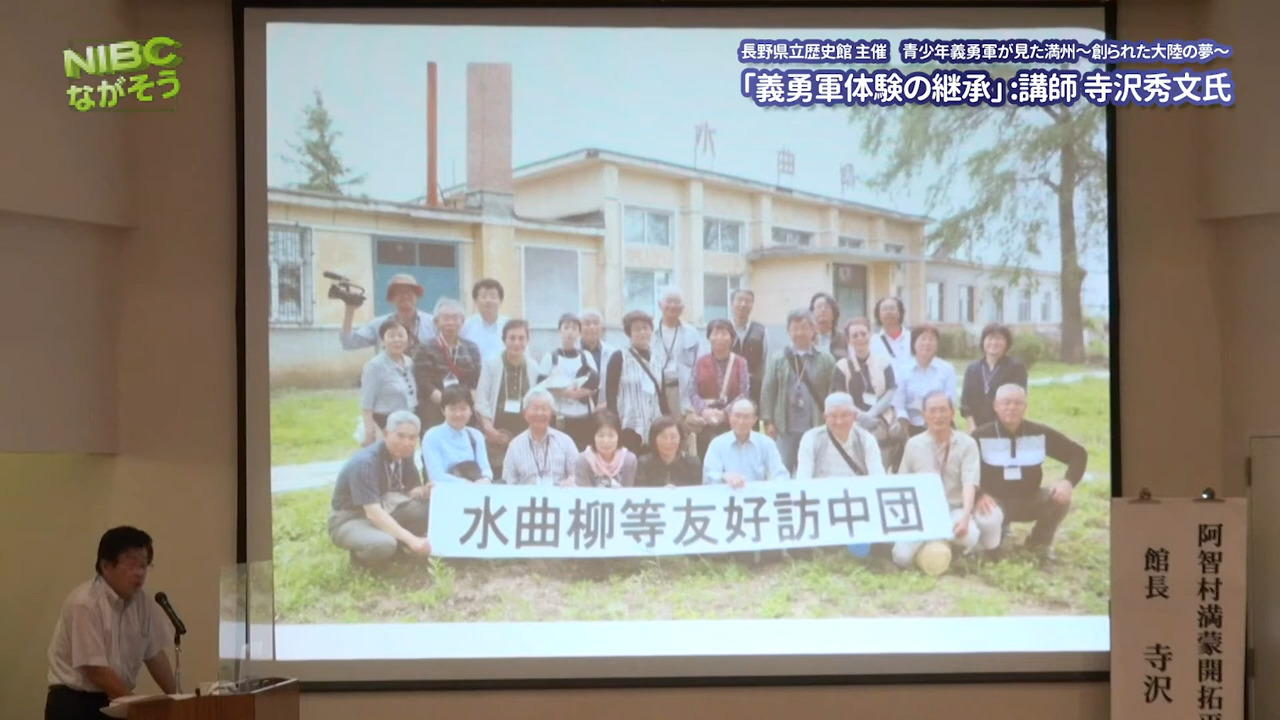 NIBC
ながそう
長野県立歴史館 主催 青少年義勇軍が見た満州～創られた大陸の夢～
「義勇軍体験の継承」:講師 寺沢秀文氏
水曲
水曲柳等友好訪中団
阿智村満蒙開拓平
館長 寺沢